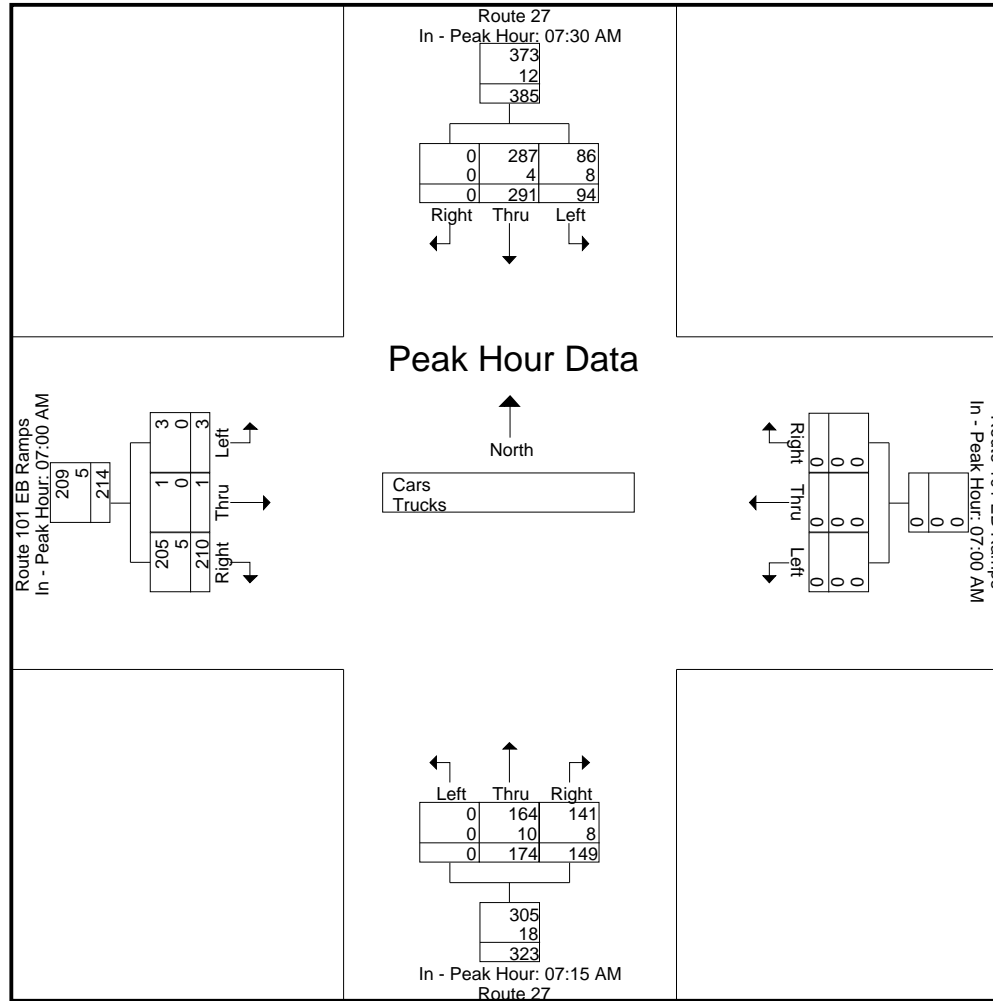 Route 27
In - Peak Hour: 07:30 AM
373
12
385
0 287 86
0 4 8
0 291 94
Right Thru Left
Peak Hour Data
North
Cars
Trucks
Route 101 EB Ramps
In - Peak Hour: 07:00 AM
209
5
214
3 0 3
Left
1 0 1
Thru
205 5 210
Right
Right
0 0 0
Thru
0 0 0
Left
0 0 0
0 0 0
In - Peak Hour: 07:00 AM
Left Thru Right
0 164 141
0 10 8
0 174 149
305
18
323
In - Peak Hour: 07:15 AM
Route 27